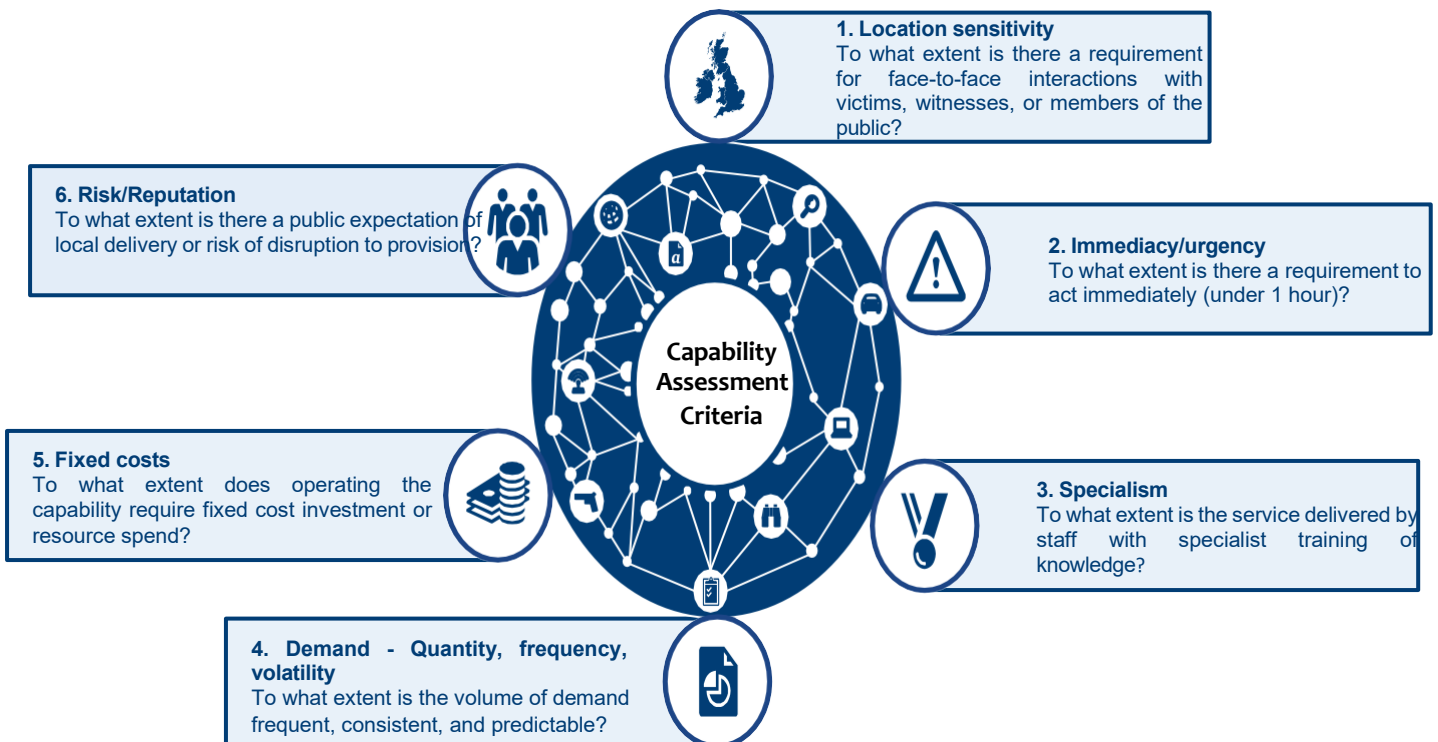 1. Location sensitivity
To what extent is there a requirement
for face-to-face interactions with
victims, witnesses, or members of the
public?
6. Risk/Reputation
To what extent is there a public expectation of
local delivery or risk of disruption to provision?
2. Immediacy/urgency
To what extent is there a requirement to
act immediately (under 1 hour)?
a
Capability
Assessment
Criteria
5. Fixed costs
To what extent does operating the
capability require fixed cost investment or
resource spend?
3. Specialism
To what extent is the service delivered by
staff with specialist training of
knowledge?
4. Demand - Quantity, frequency,
volatility
To what extent is the volume of demand
frequent, consistent, and predictable?